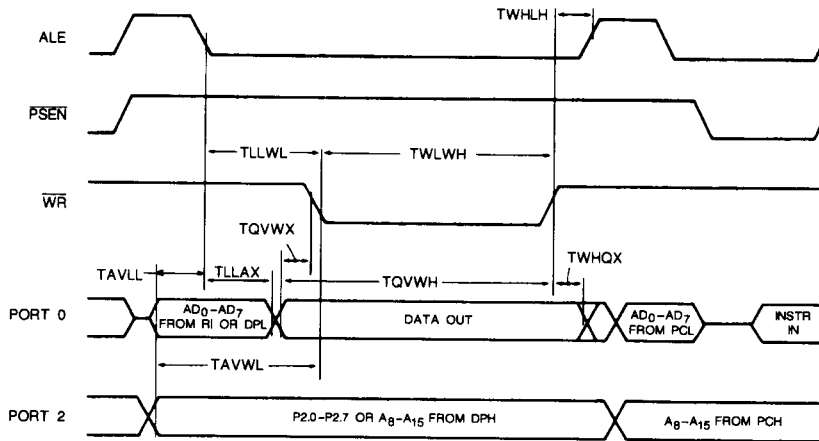 TWHLH
ALE
PSEN
TLLWL
TWLWH
WR
TQVWX
TAVLL
TLLAX
TQVWH
TWHQX
PORT 0
AD0-AD7
FROM RI OR DPL
DATA OUT
AD0-AD7
FROM PCL
INSTR
IN
TAVWL
PORT 2
P2.0-P2.7 OR A8-A15 FROM DPH
A8-A15 FROM PCH